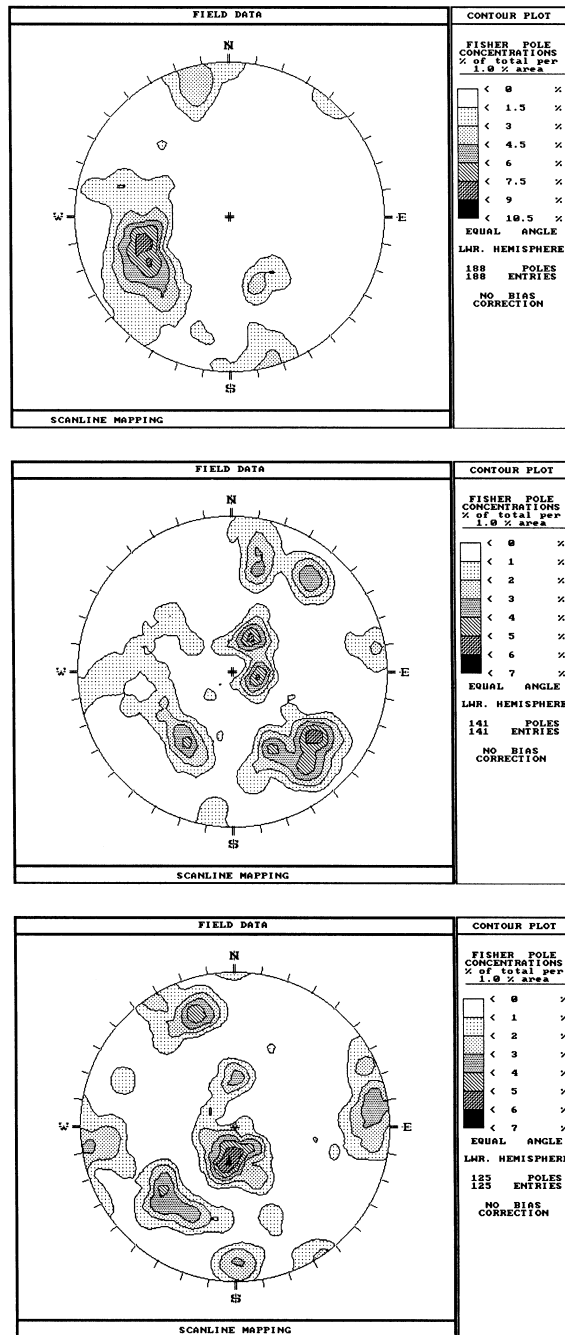 FIELD DATA
CONTOUR PLOT
N
W
E
S
FISHER POLE
CONCENTRATIONS
% of total per
1.0 % area
< 0 %
< 1.5 %
< 3 %
< 4.5 %
< 6 %
< 7.5 %
< 9 %
< 10.5 %
EQUAL ANGLE
LWR. HEMISPHERE
188 POLES
188 ENTRIES
NO BIAS
CORRECTION
SCANLINE MAPPING
FIELD DATA
CONTOUR PLOT
N
W
E
S
FISHER POLE
CONCENTRATIONS
% of total per
1.0 % area
< 0 %
< 1 %
< 2 %
< 3 %
< 4 %
< 5 %
< 6 %
< 7 %
EQUAL ANGLE
LWR. HEMISPHERE
141 POLES
141 ENTRIES
NO BIAS
CORRECTION
SCANLINE MAPPING
FIELD DATA
CONTOUR PLOT
N
W
E
S
FISHER POLE
CONCENTRATIONS
% of total per
1.0 % area
< 0 %
< 1 %
< 2 %
< 3 %
< 4 %
< 5 %
< 6 %
< 7 %
EQUAL ANGLE
LWR. HEMISPHERE
125 POLES
125 ENTRIES
NO BIAS
CORRECTION
SCANLINE MAPPING